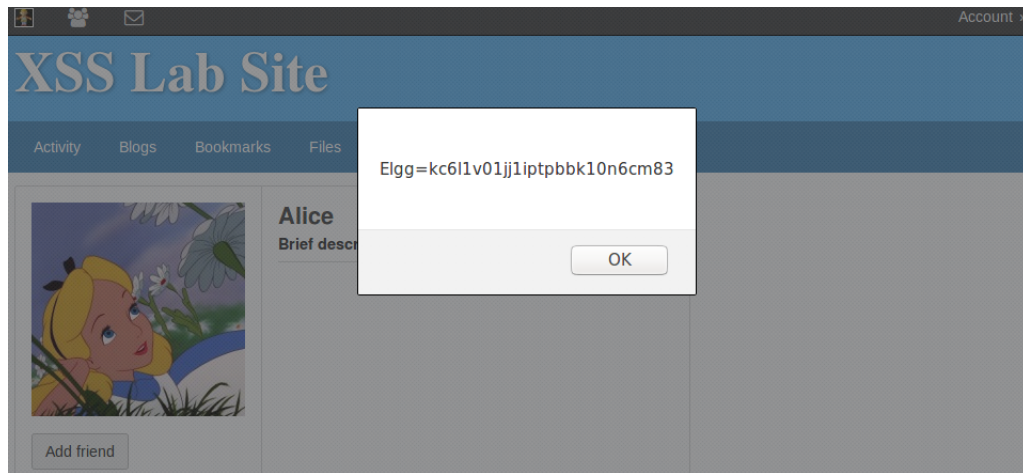 Account »
XSS Lab Site
Activity Blogs Bookmarks Files
Elgg=kc6l1v01jj1iptpbbk10n6cm83
OK
Alice
Brief descr
Add friend